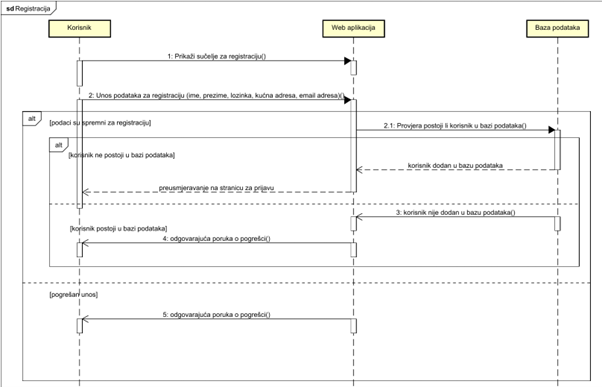 sd Registracija
Korisnik
Web aplikacija
Baza podataka
1: Prikaži sučelje za registraciju()
2: Unos podataka za registraciju (ime, prezime, lozinka, kućna adresa, email adresa)()
alt
[podaci su spremni za registraciju]
2.1: Provjera postoji li korisnik u bazi podataka()
alt
[korisnik ne postoji u bazi podataka]
korisnik dodan u bazu podataka
preusmjeravanje na stranicu za prijavu
3: korisnik nije dodan u bazu podataka()
[korisnik postoji u bazi podataka]
4: odgovarajuća poruka o pogrešci()
[pogrešan unos]
5: odgovarajuća poruka o pogrešci()